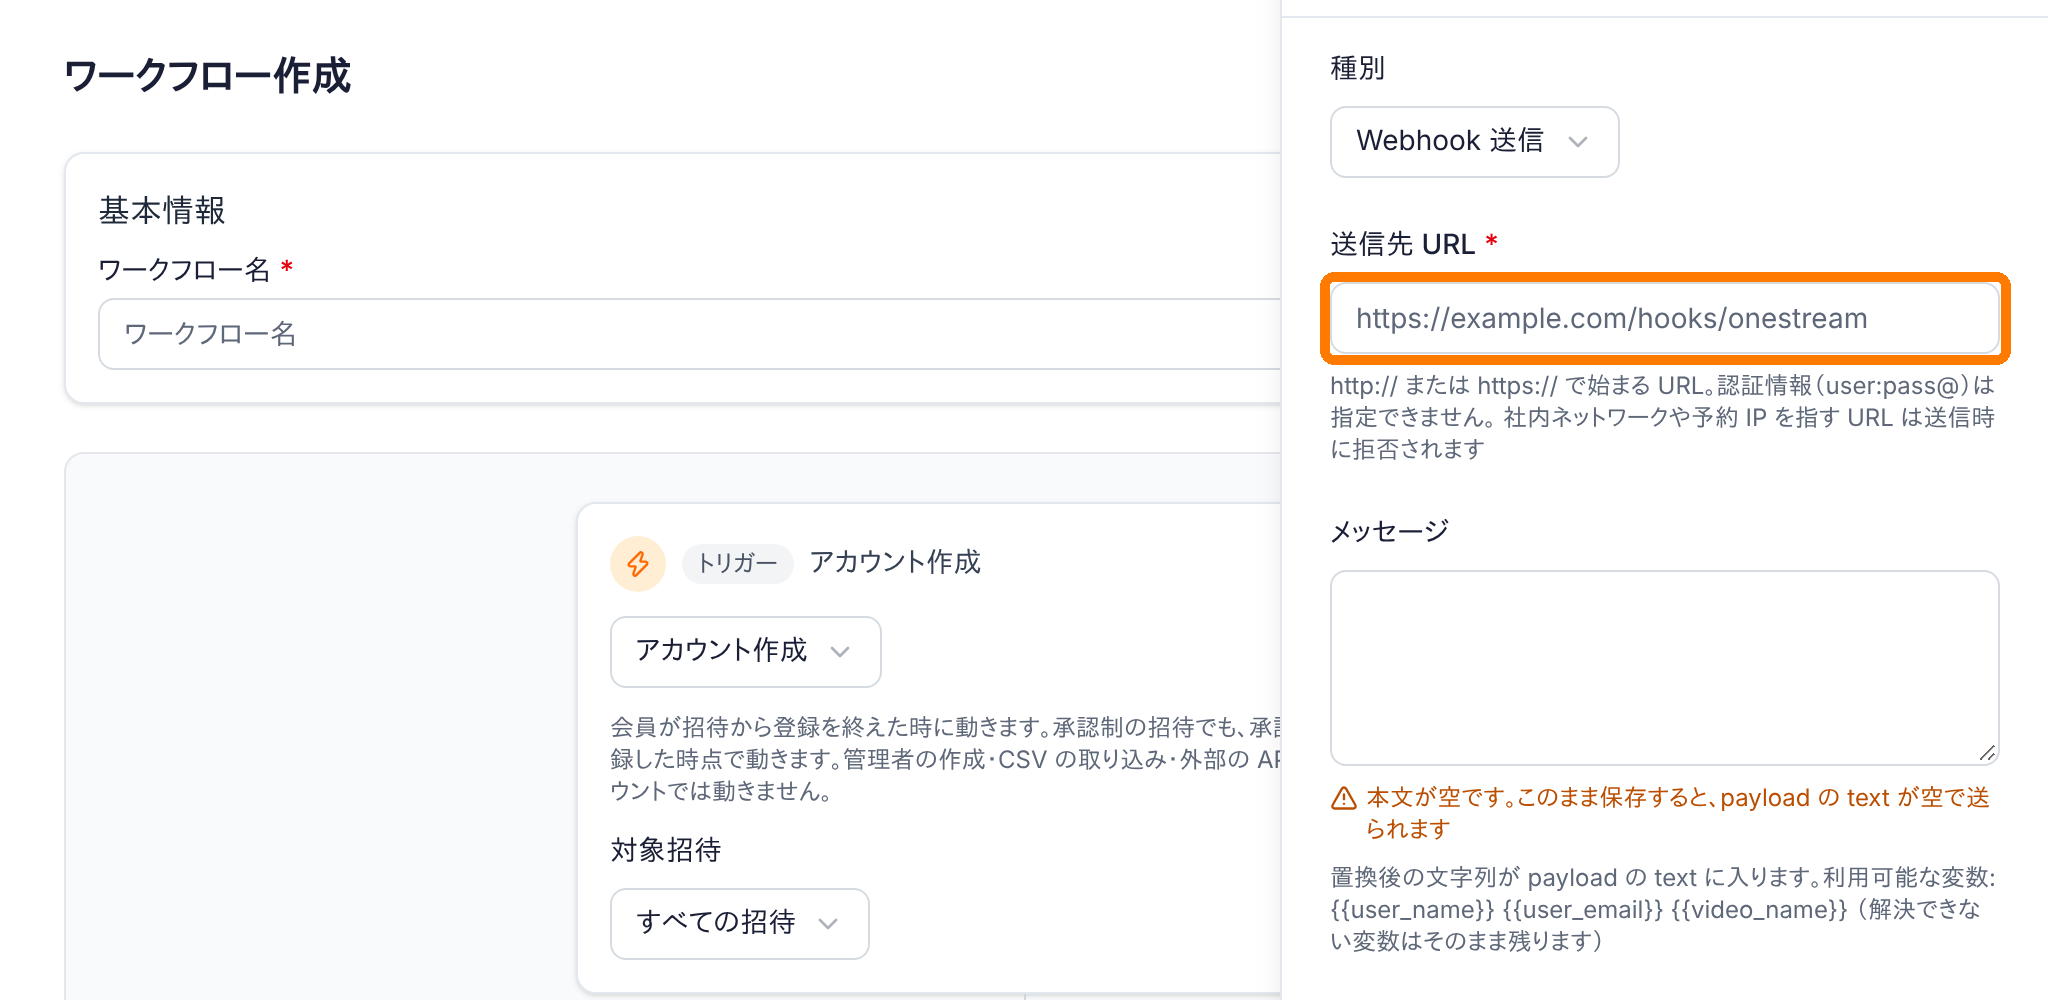 ワークフロー作成
基本情報
ワークフロー名 *
ワークフロー名
トリガー アカウント作成
アカウント作成
会員が招待から登録を終えた時に動きます。承認制の招待でも、承
録した時点で動きます。管理者の作成・CSV の取り込み・外部の AP
ウントでは動きません。
対象招待
すべての招待
種別
Webhook 送信
送信先 URL *
https://example.com/hooks/onestream
http:// または https:// で始まる URL。認証情報（user:pass@）は
指定できません。社内ネットワークや予約 IP を指す URL は送信時
に拒否されます
メッセージ
本文が空です。このまま保存すると、payload の text が空で送
られます
置換後の文字列が payload の text に入ります。利用可能な変数:
{{user_name}} {{user_email}} {{video_name}}（解決できな
い変数はそのまま残ります）